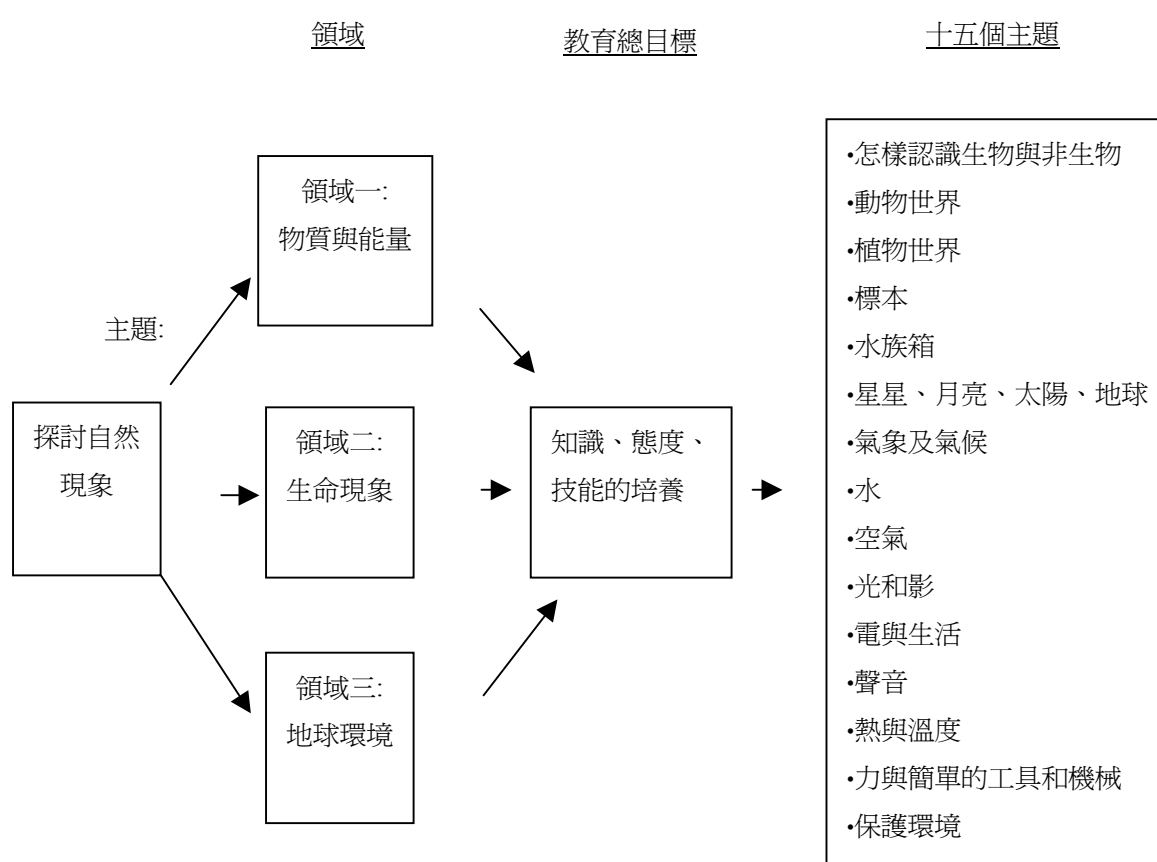 領域
教育總目標
十五個主題
主題:
探討自然
現象
領域一:
物質與能量
領域二:
生命現象
領域三:
地球環境
知識、態度、
技能的培養
•怎樣認識生物與非生物
•動物世界
•植物世界
•標本
•水族箱
•星星、月亮、太陽、地球
•氣象及氣候
•水
•空氣
•光和影
•電與生活
•聲音
•熱與溫度
•力與簡單的工具和機械
•保護環境